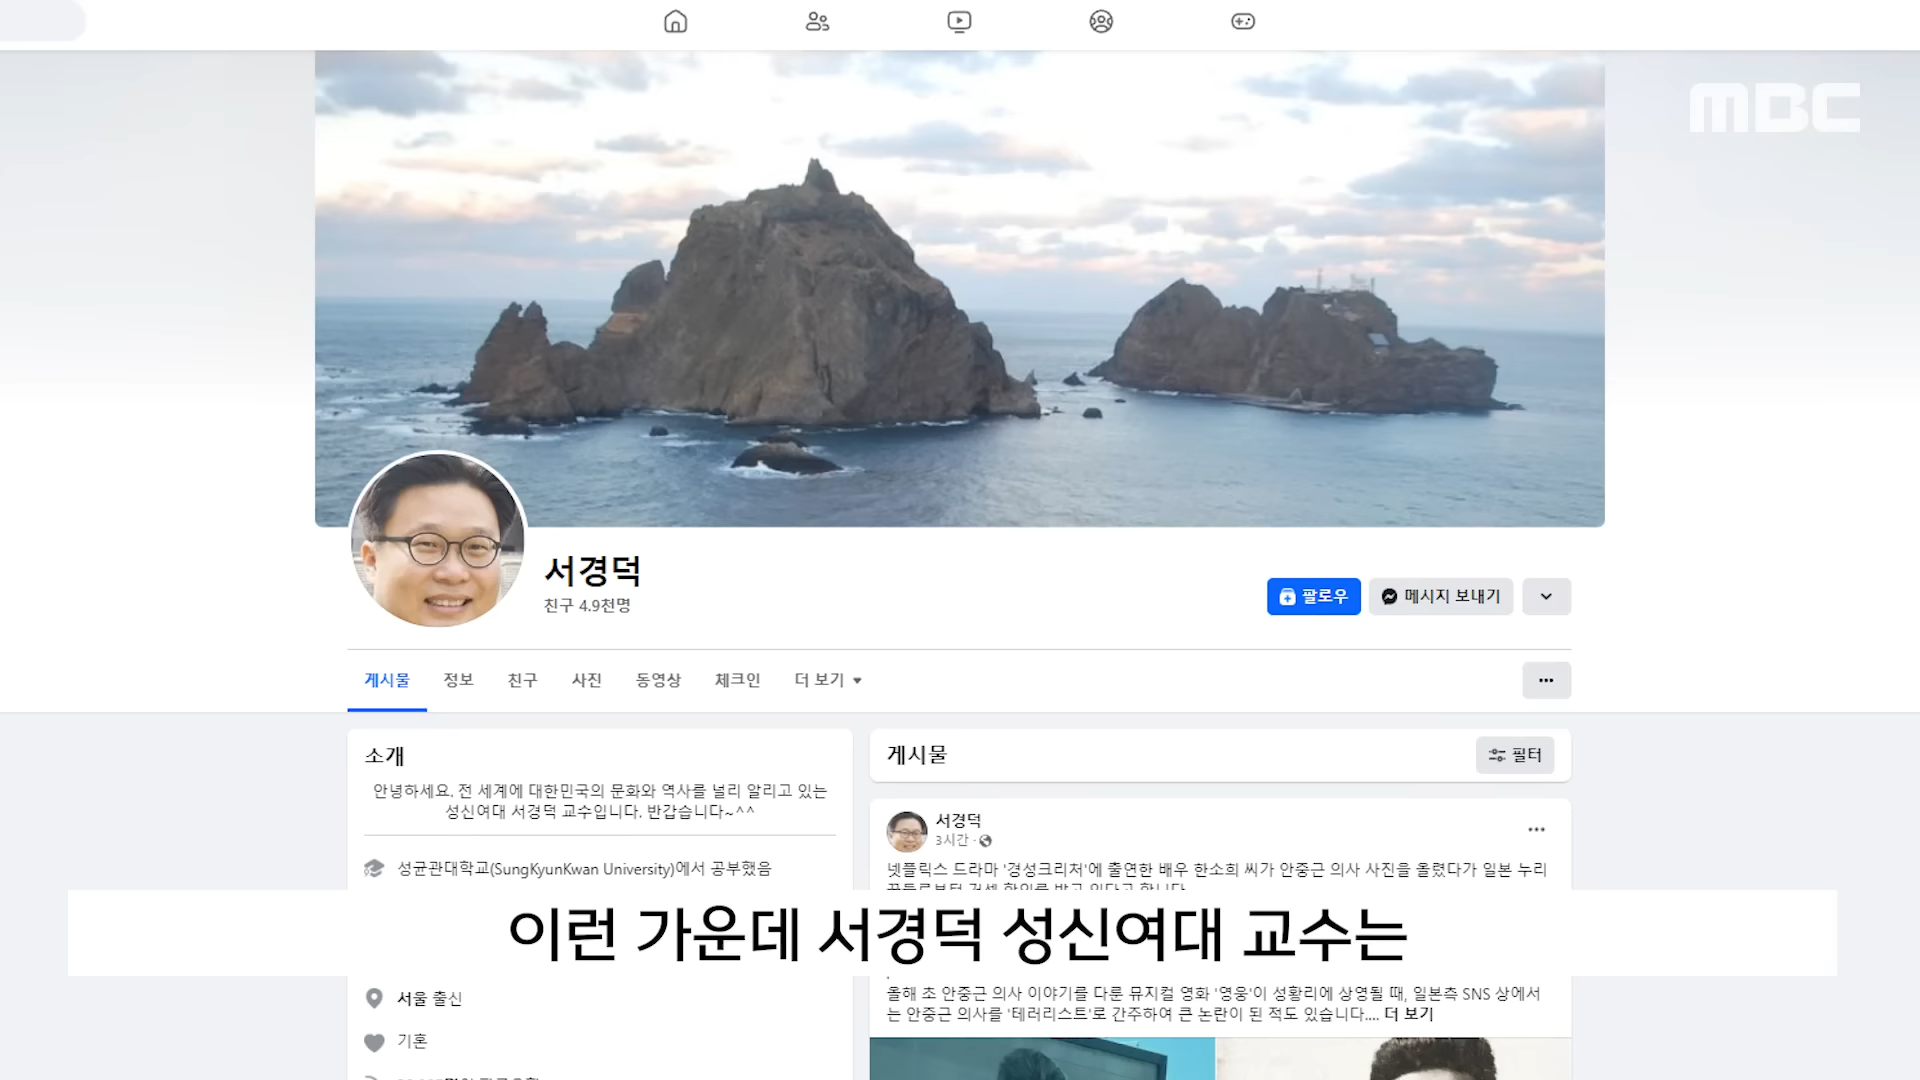 MBC
서경덕
친구 4.9천명
팔로우
메시지 보내기
게시물
정보
친구
사진
동영상
체크인
더 보기
소개
안녕하세요. 전 세계에 대한민국의 문화와 역사를 널리 알리고 있는
성신여대 서경덕 교수입니다. 반갑습니다~^^
성균관대학교(SungKyunKwan University)에서 공부했음
서울 출신
기혼
게시물
필터
서경덕
3시간 ·
넷플릭스 드라마 '경성크리처'에 출연한 배우 한소희 씨가 안중근 의사 사진을 올렸다가 일본 누리
이런 가운데 서경덕 성신여대 교수는
올해 초 안중근 의사 이야기를 다룬 뮤지컬 영화 '영웅'이 성황리에 상영될 때, 일본측 SNS 상에서
는 안중근 의사를 '테러리스트'로 간주하여 큰 논란이 된 적도 있습니다.... 더 보기